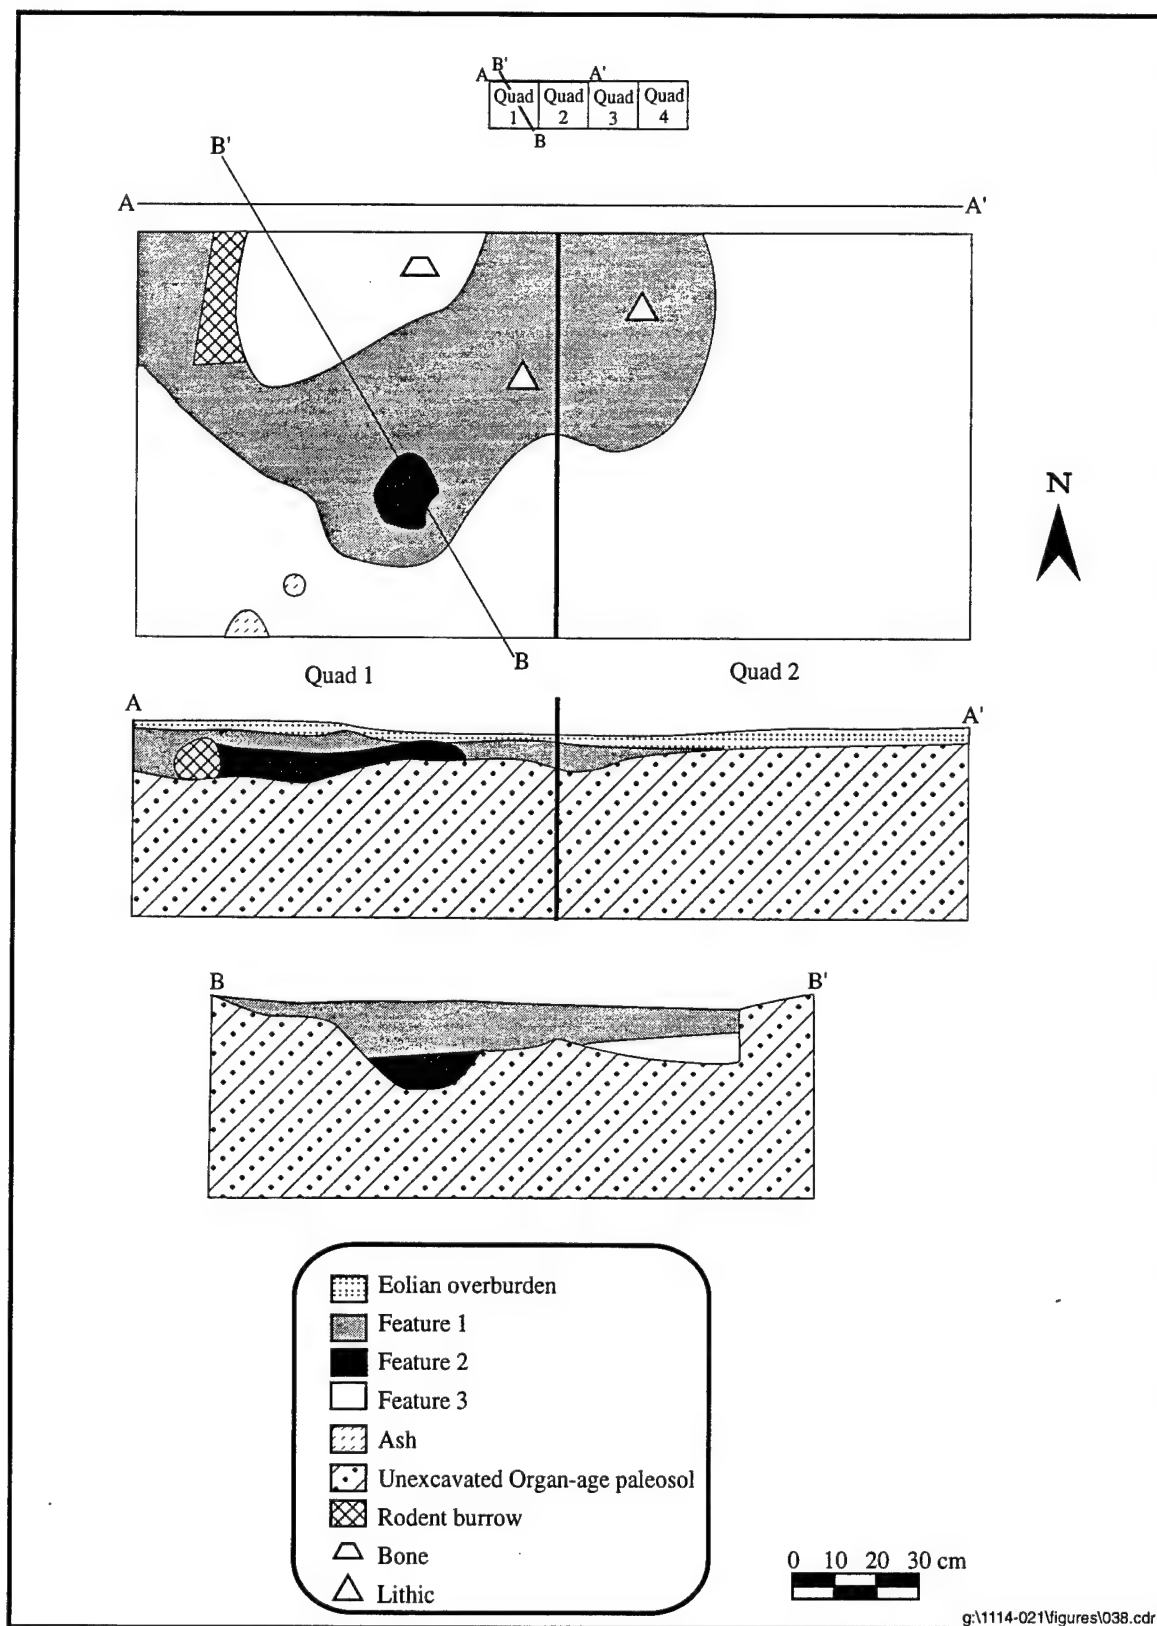 B'
A A'
Quad Quad Quad Quad
1 2 3 4
B
B'
A A'
N
B
Quad 1 Quad 2
A A'
B B'
Eolian overburden
Feature 1
Feature 2
Feature 3
Ash
Unexcavated Organ-age paleosol
Rodent burrow
Bone
Lithic
0 10 20 30 cm
g:\1114-021\figures\038.cdr